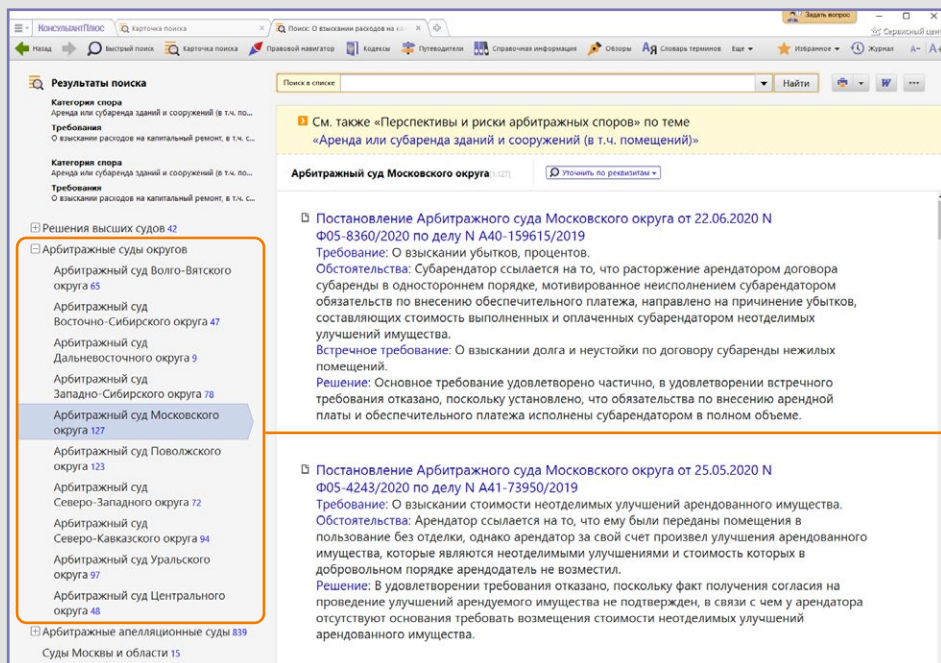 Задать вопрос
КонсультантПлюс
Карточка поиска
Поиск: О взыскании расходов на ка
Сервисный цент
Назад
Быстрый поиск
Карточка поиска
Правовой навигатор
Кодексы
Путеводители
Справочная информация
Обзоры
Словарь терминов
Еще
Избранное
Журнал
А-
А+
Результаты поиска
Категория спора
Аренда или субаренда зданий и сооружений (в т.ч. по...
Требования
О взыскании расходов на капитальный ремонт, в т.ч. с...
Категория спора
Аренда или субаренда зданий и сооружений (в т.ч. по...
Требования
О взыскании расходов на капитальный ремонт, в т.ч. с...
Решения высших судов 42
Арбитражные суды округов
Арбитражный суд Волго-Вятского
округа 65
Арбитражный суд
Восточно-Сибирского округа 47
Арбитражный суд
Дальневосточного округа 9
Арбитражный суд
Западно-Сибирского округа 78
Арбитражный суд Московского
округа 127
Арбитражный суд Поволжского
округа 123
Арбитражный суд
Северо-Западного округа 72
Арбитражный суд
Северо-Кавказского округа 94
Арбитражный суд Уральского
округа 97
Арбитражный суд Центрального
округа 48
Арбитражные апелляционные суды 839
Суды Москвы и области 15
Поиск в списке
Найти
W
См. также «Перспективы и риски арбитражных споров» по теме
«Аренда или субаренда зданий и сооружений (в т.ч. помещений)»
Арбитражный суд Московского округа
Уточнить по реквизитам
Постановление Арбитражного суда Московского округа от 22.06.2020 N
Ф05-8360/2020 по делу N А40-159615/2019
Требование: О взыскании убытков, процентов.
Обстоятельства: Субарендатор ссылается на то, что расторжение арендатором договора
субаренды в одностороннем порядке, мотивированное неисполнением субарендатором
обязательств по внесению обеспечительного платежа, направлено на причинение убытков,
составляющих стоимость выполненных и оплаченных субарендатором неотделимых
улучшений имущества.
Встречное требование: О взыскании долга и неустойки по договору субаренды нежилых
помещений.
Решение: Основное требование удовлетворено частично, в удовлетворении встречного
требования отказано, поскольку установлено, что обязательства по внесению арендной
платы и обеспечительного платежа исполнены субарендатором в полном объеме.
Постановление Арбитражного суда Московского округа от 25.05.2020 N
Ф05-4243/2020 по делу N А41-73950/2019
Требование: О взыскании стоимости неотделимых улучшений арендованного имущества.
Обстоятельства: Арендатор ссылается на то, что ему были переданы помещения в
пользование без отделки, однако арендатор за свой счет произвел улучшения арендованного
имущества, которые являются неотделимыми улучшениями и стоимость которых в
добровольном порядке арендодатель не возместил.
Решение: В удовлетворении требования отказано, поскольку факт получения согласия на
проведение улучшений арендуемого имущества не подтвержден, в связи с чем у арендатора
отсутствуют основания требовать возмещения стоимости неотделимых улучшений
арендованного имущества.